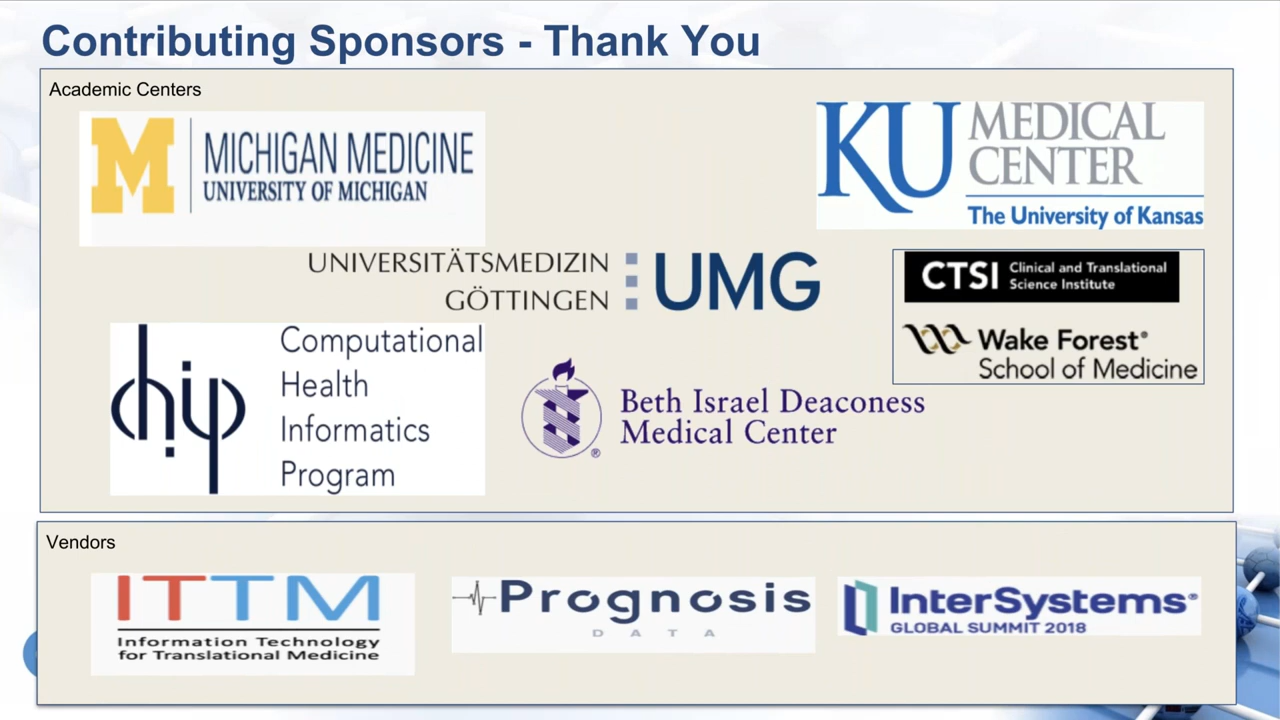 Contributing Sponsors - Thank You
Academic Centers
M
MICHIGAN MEDICINE
UNIVERSITY OF MICHIGAN
KU
MEDICAL
CENTER
The University of Kansas
UNIVERSITÄTSMEDIZIN
GÖTTINGEN
UMG
CTSI
Clinical and Translational
Science Institute
Wake Forest®
School of Medicine
chip
Computational
Health
Informatics
Program
Beth Israel Deaconess
Medical Center
®
Vendors
ITTM
Information Technology
for Translational Medicine
Prognosis
DATA
InterSystems®
GLOBAL SUMMIT 2018